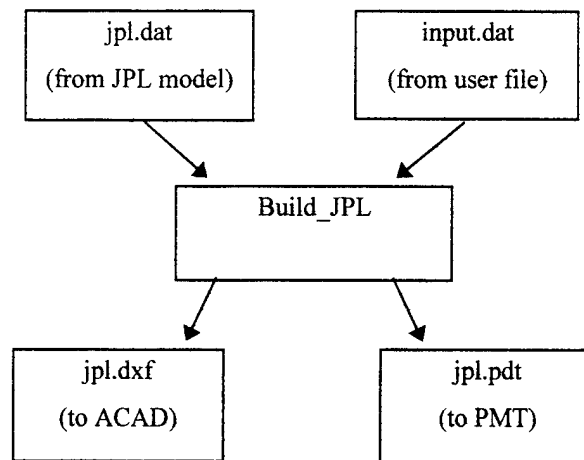 jpl.dat
(from JPL model)
input.dat
(from user file)
Build_JPL
jpl.dxf
(to ACAD)
jpl.pdt
(to PMT)